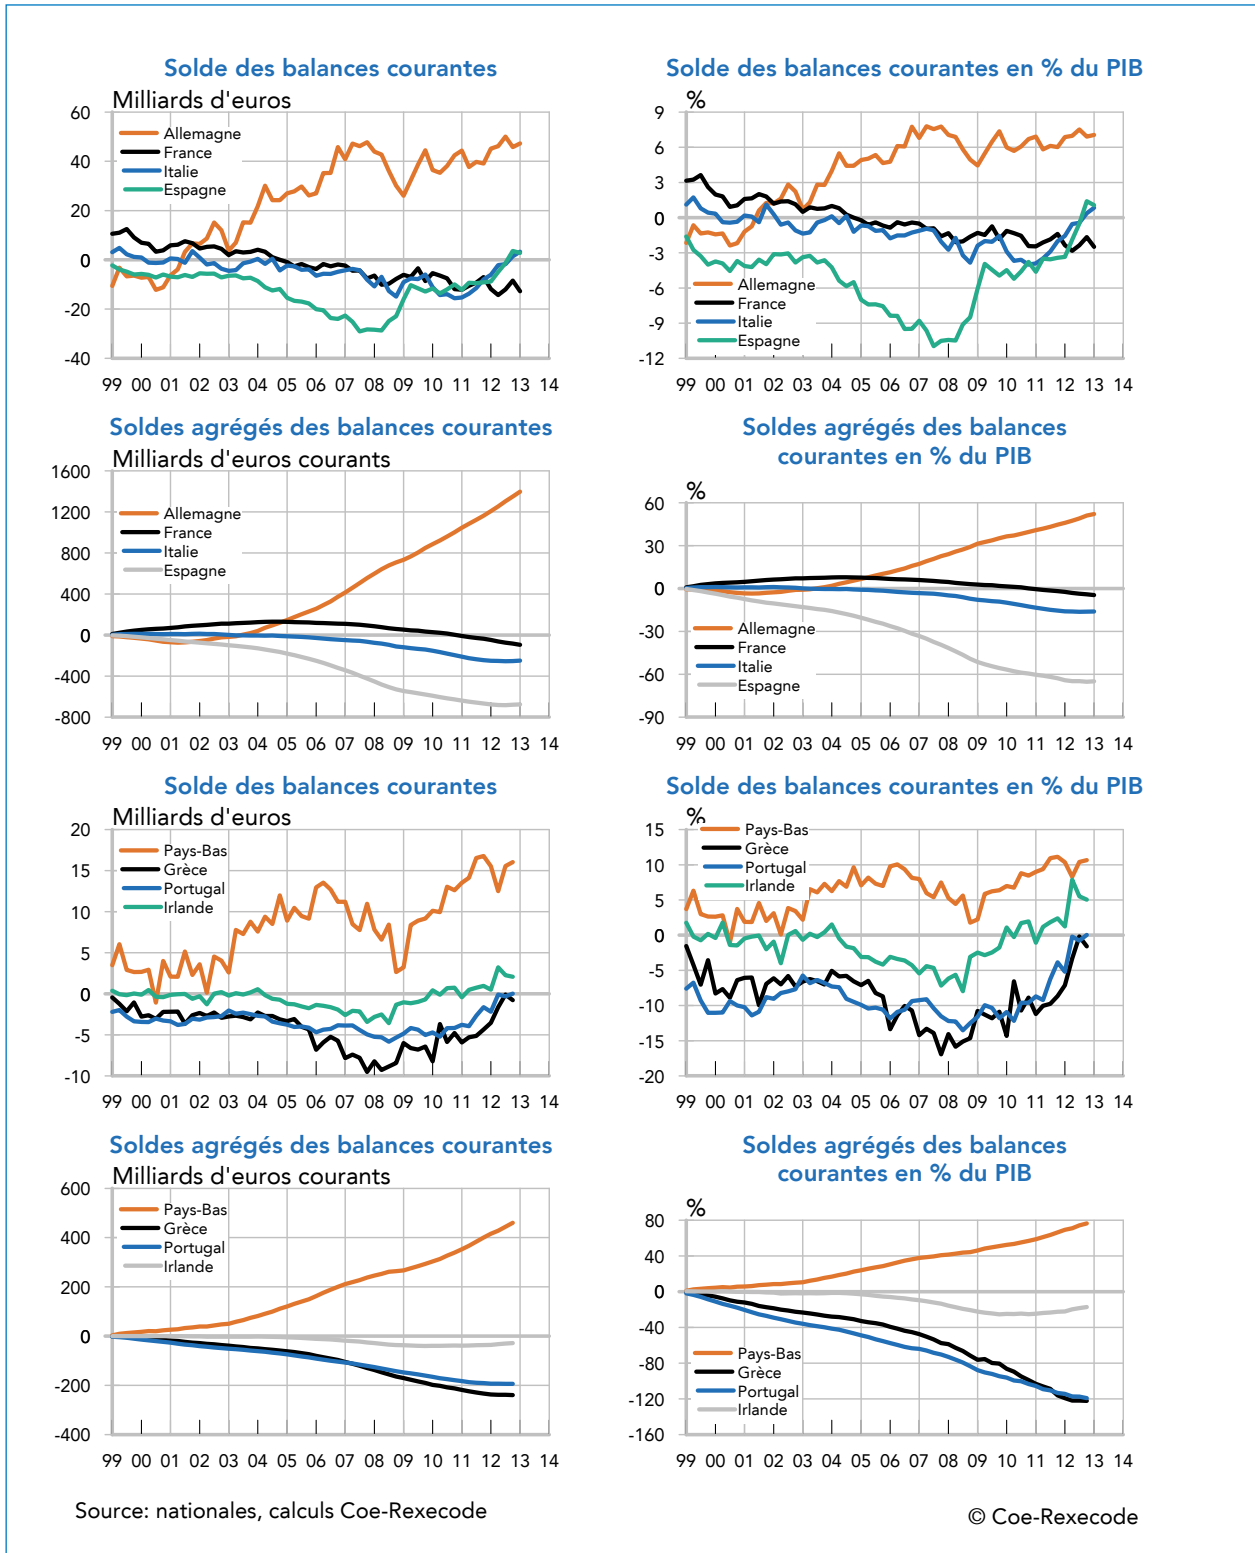 Solde des balances courantes
Milliards d'euros
60
40
20
0
-20
-40
Allemagne
France
Italie
Espagne
99 00 01 02 03 04 05 06 07 08 09 10 11 12 13 14
Solde des balances courantes en % du PIB
%
9
6
3
0
-3
-6
-9
-12
Allemagne
France
Italie
Espagne
99 00 01 02 03 04 05 06 07 08 09 10 11 12 13 14
Soldes agrégés des balances courantes
Milliards d'euros courants
1600
1200
800
400
0
-400
-800
Allemagne
France
Italie
Espagne
99 00 01 02 03 04 05 06 07 08 09 10 11 12 13 14
Soldes agrégés des balances
courantes en % du PIB
%
60
30
0
-30
-60
-90
Allemagne
France
Italie
Espagne
99 00 01 02 03 04 05 06 07 08 09 10 11 12 13 14
Solde des balances courantes
Milliards d'euros
20
15
10
5
0
-5
-10
Pays-Bas
Grèce
Portugal
Irlande
99 00 01 02 03 04 05 06 07 08 09 10 11 12 13 14
Solde des balances courantes en % du PIB
%
15
10
5
0
-5
-10
-15
-20
Pays-Bas
Grèce
Portugal
Irlande
99 00 01 02 03 04 05 06 07 08 09 10 11 12 13 14
Soldes agrégés des balances courantes
Milliards d'euros courants
600
400
200
0
-200
-400
Pays-Bas
Grèce
Portugal
Irlande
99 00 01 02 03 04 05 06 07 08 09 10 11 12 13 14
Soldes agrégés des balances
courantes en % du PIB
%
80
40
0
-40
-80
-120
-160
Pays-Bas
Grèce
Portugal
Irlande
99 00 01 02 03 04 05 06 07 08 09 10 11 12 13 14
Source: nationales, calculs Coe-Rexecode
© Coe-Rexecode